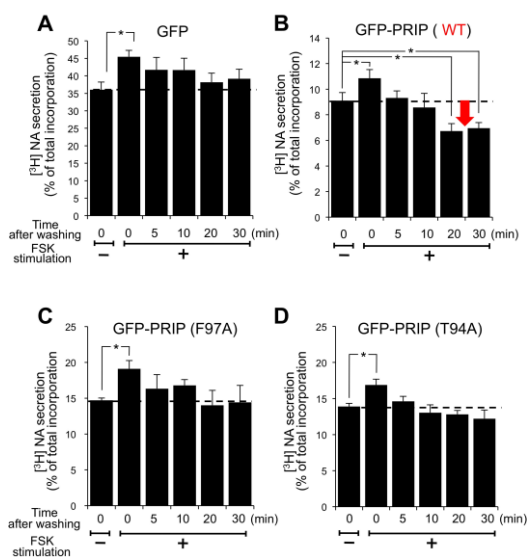 A
GFP
*
[³H] NA secretion
(% of total incorporation)
50
45
40
35
30
25
20
15
10
5
0
Time
after washing
0 0 5 10 20 30 (min)
FSK
stimulation
− +
B
GFP-PRIP ( WT)
*
*
*
[³H] NA secretion
(% of total incorporation)
14
12
10
8
6
4
2
0
0 0 5 10 20 30 (min)
− +
C
GFP-PRIP (F97A)
*
[³H] NA secretion
(% of total incorporation)
25
20
15
10
5
0
Time
after washing
0 0 5 10 20 30 (min)
FSK
stimulation
− +
D
GFP-PRIP (T94A)
*
[³H] NA secretion
(% of total incorporation)
25
20
15
10
5
0
0 0 5 10 20 30 (min)
− +